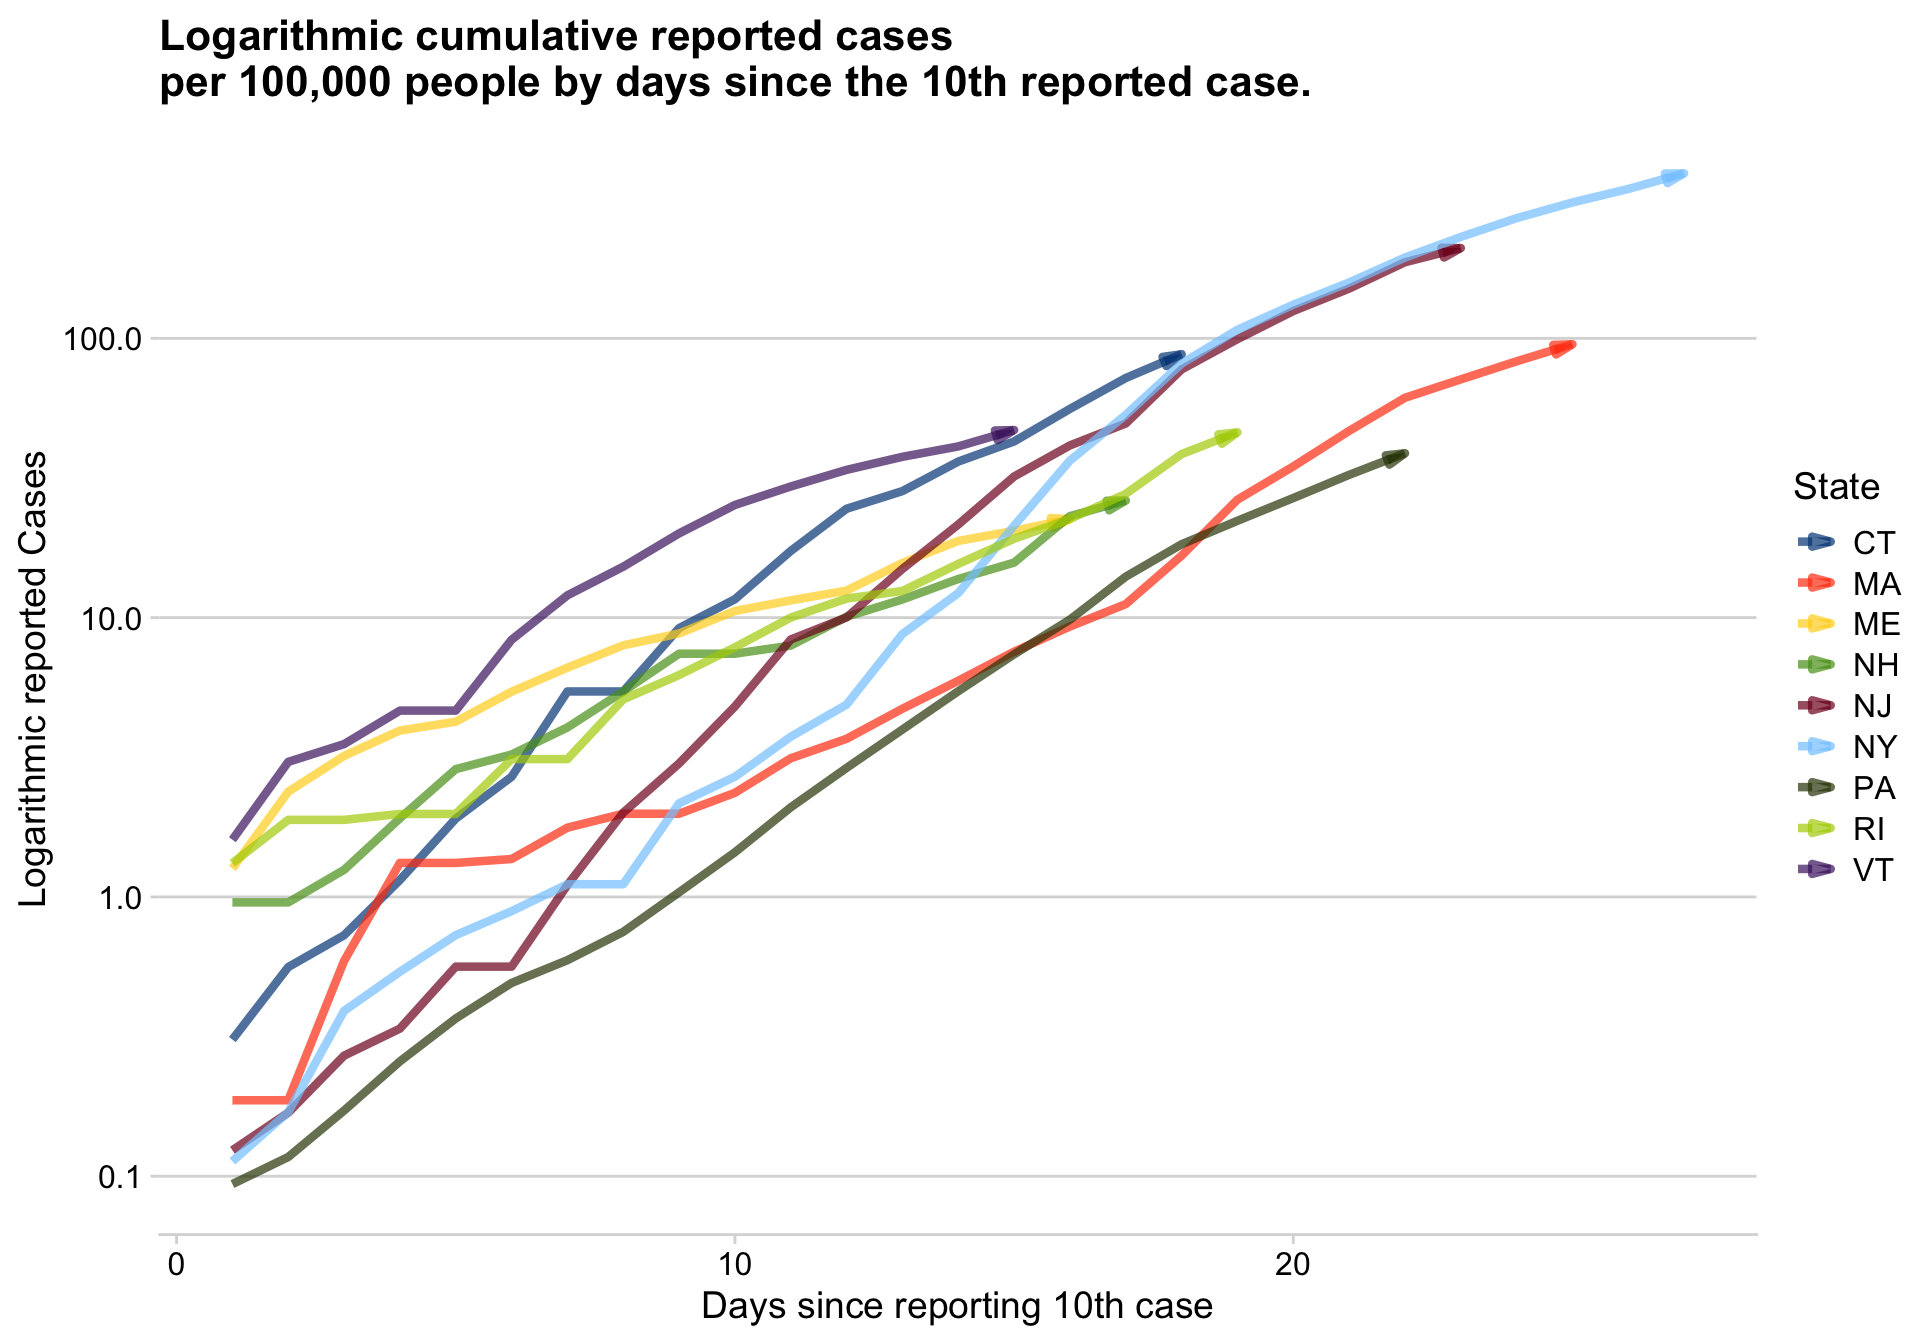 Logarithmic cumulative reported cases
per 100,000 people by days since the 10th reported case.
Logarithmic reported Cases
100.0
10.0
1.0
0.1
0
10
20
Days since reporting 10th case
State
CT
MA
ME
NH
NJ
NY
PA
RI
VT